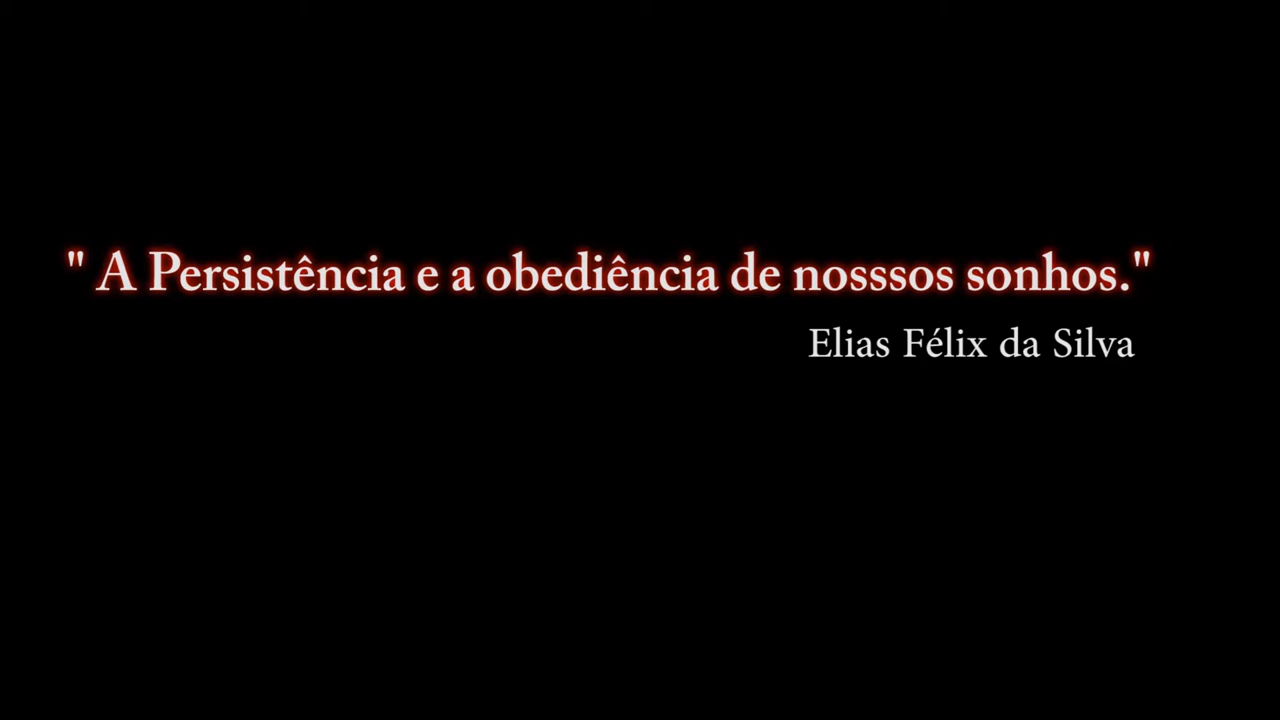 " A Persistência e a obediência de nosssos sonhos."
Elias Félix da Silva